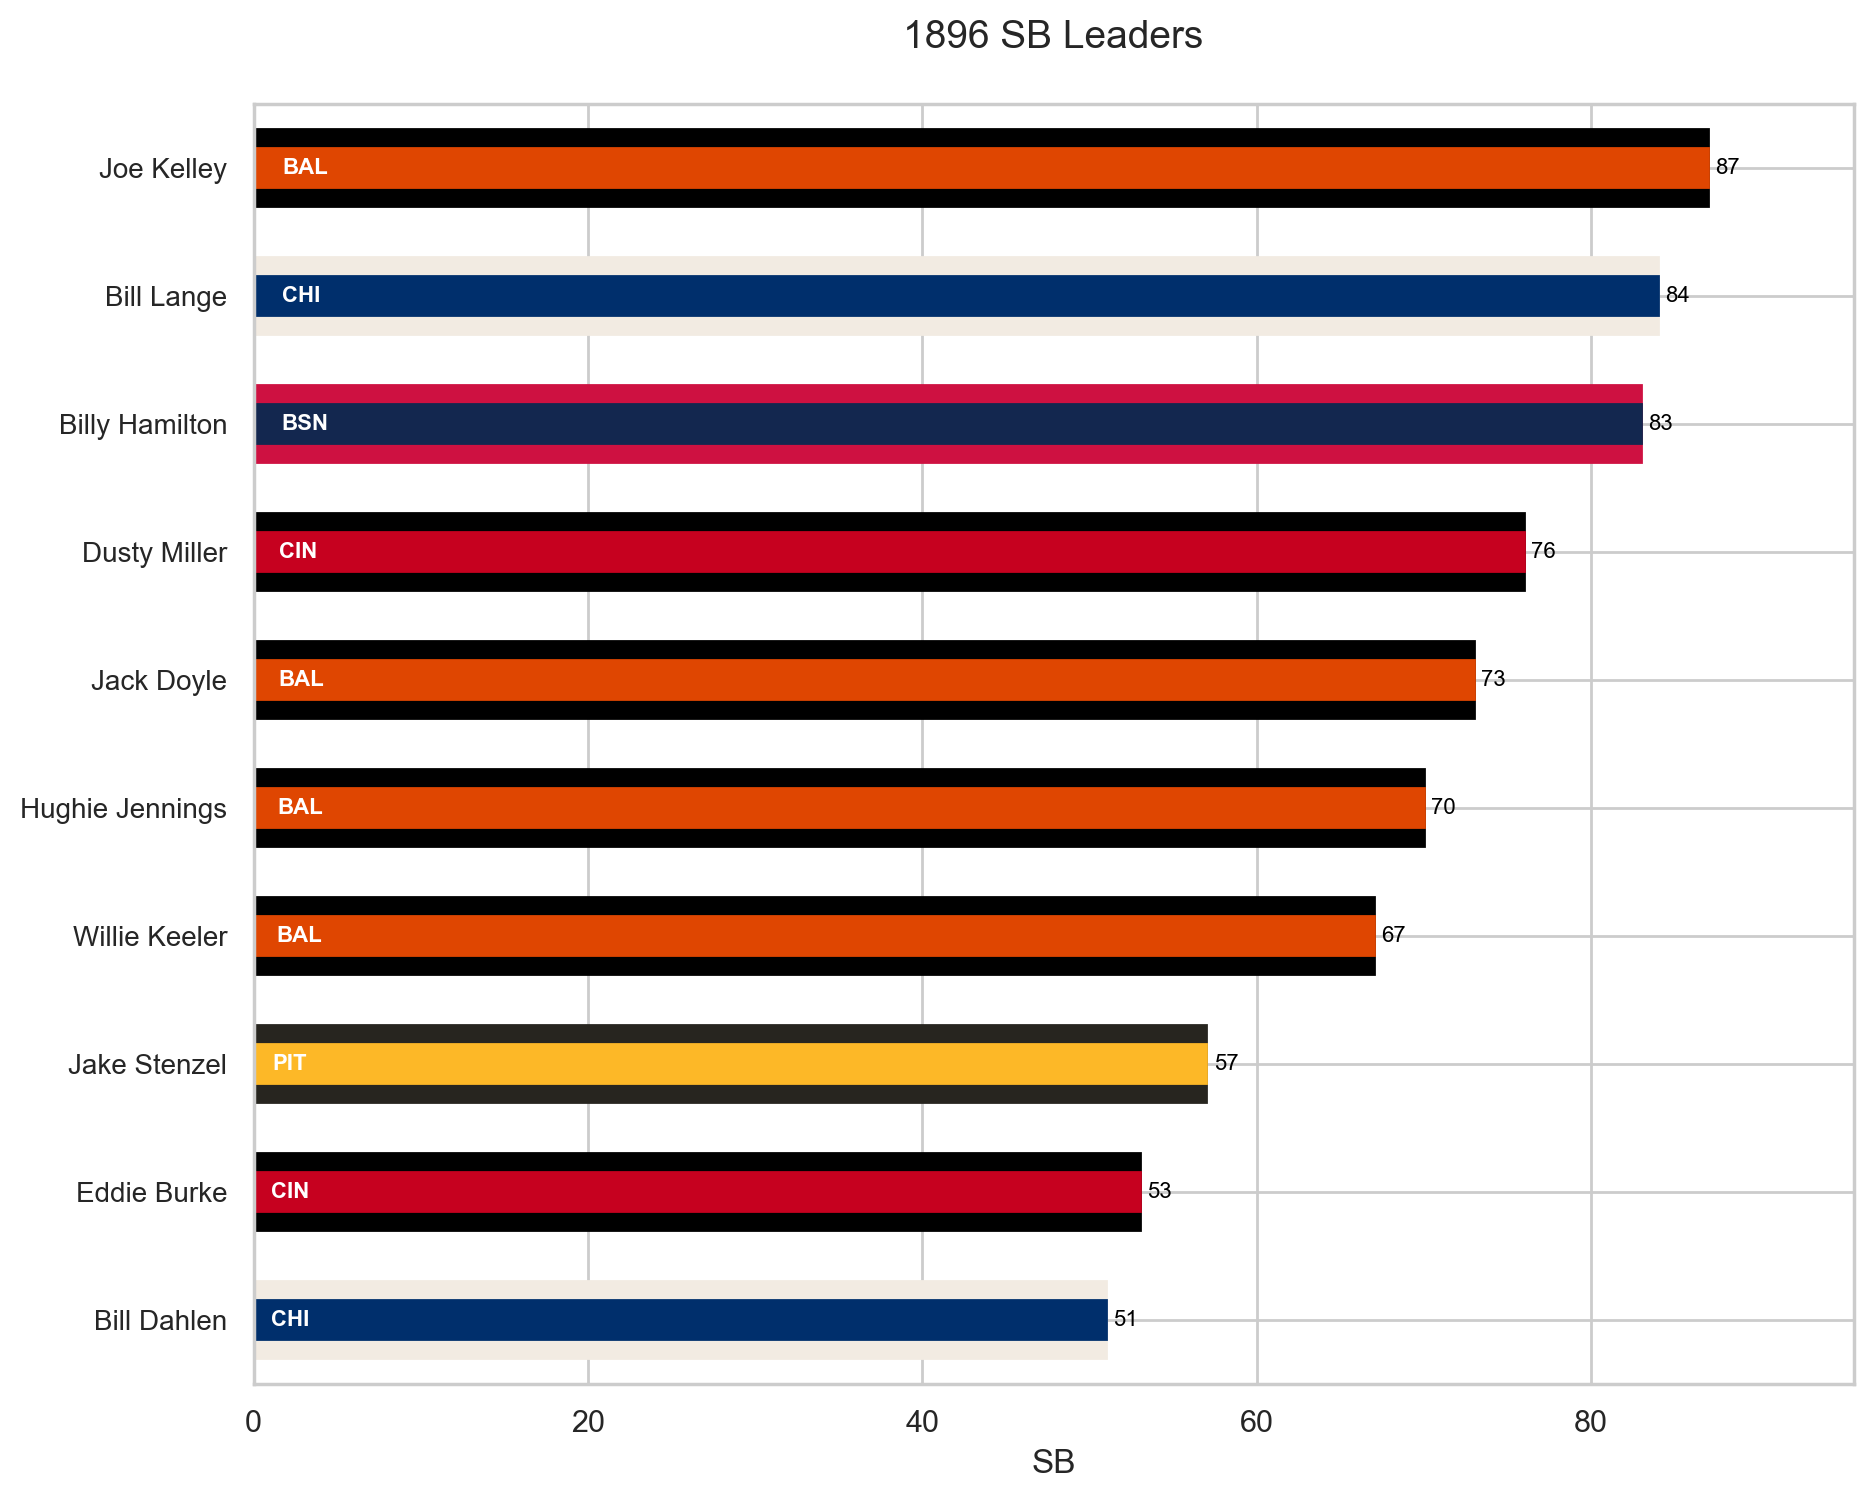 1896 SB Leaders
Joe Kelley BAL 87
Bill Lange CHI 84
Billy Hamilton BSN 83
Dusty Miller CIN 76
Jack Doyle BAL 73
Hughie Jennings BAL 70
Willie Keeler BAL 67
Jake Stenzel PIT 57
Eddie Burke CIN 53
Bill Dahlen CHI 51
0 20 40 60 80
SB